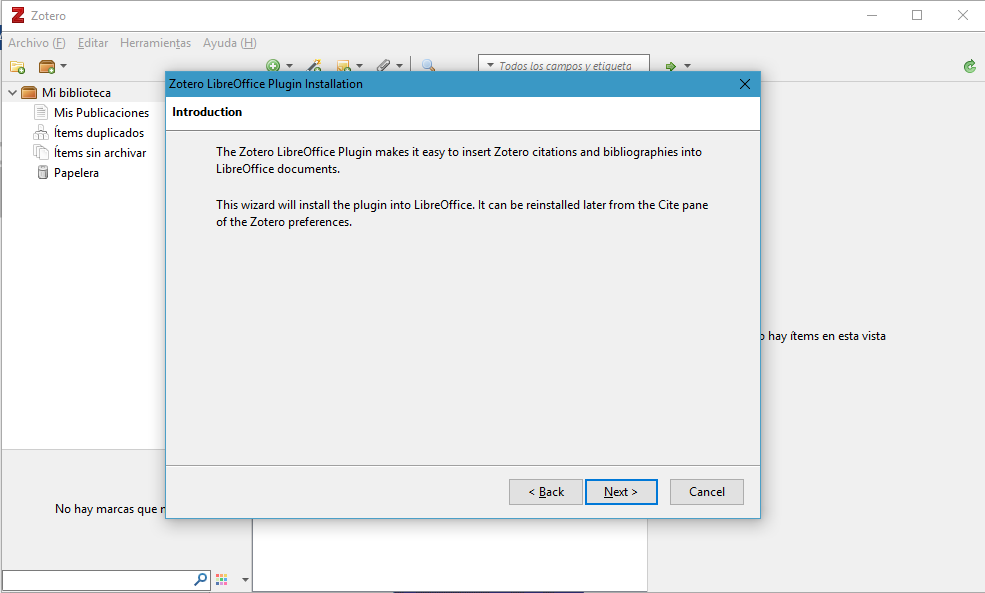 Zotero
Archivo (F) Editar Herramientas Ayuda (H)
Todos los campos y etiqueta
Mi biblioteca
Mis Publicaciones
Ítems duplicados
Ítems sin archivar
Papelera
Zotero LibreOffice Plugin Installation
Introduction
The Zotero LibreOffice Plugin makes it easy to insert Zotero citations and bibliographies into
LibreOffice documents.
This wizard will install the plugin into LibreOffice. It can be reinstalled later from the Cite pane
of the Zotero preferences.
hay ítems en esta vista
< Back Next > Cancel
No hay marcas que